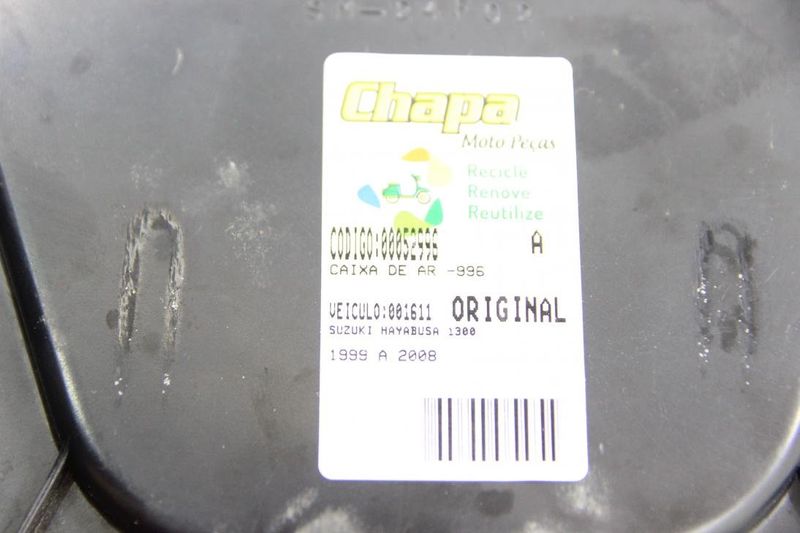 Chapa
Moto Peças
Recicle
Renove
Reutilize
CODIGO:00052996 A
CAIXA DE AR -996
VEICULO:001611 ORIGINAL
SUZUKI HAYABUSA 1300
1999 A 2008